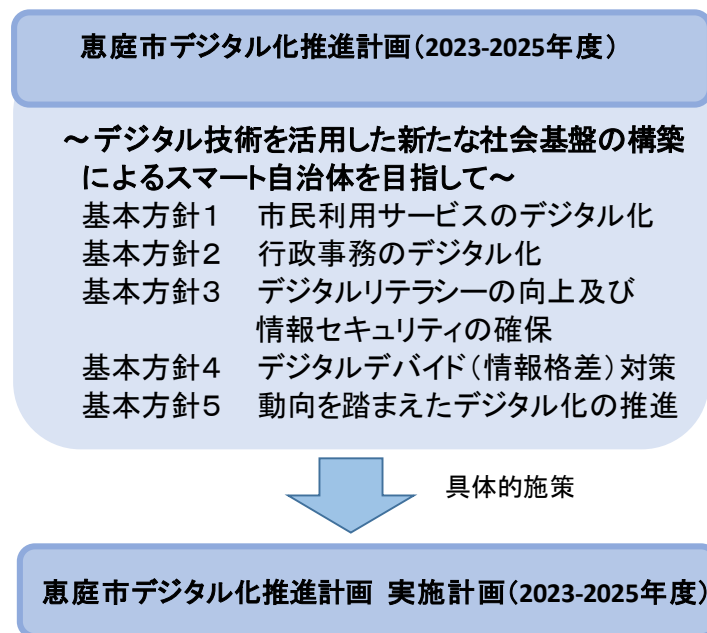 恵庭市デジタル化推進計画（2023-2025年度）
～デジタル技術を活用した新たな社会基盤の構築
によるスマート自治体を目指して～
基本方針１　市民利用サービスのデジタル化
基本方針２　行政事務のデジタル化
基本方針３　デジタルリテラシーの向上及び
情報セキュリティの確保
基本方針４　デジタルデバイド（情報格差）対策
基本方針５　動向を踏まえたデジタル化の推進
具体的施策
恵庭市デジタル化推進計画 実施計画（2023-2025年度）